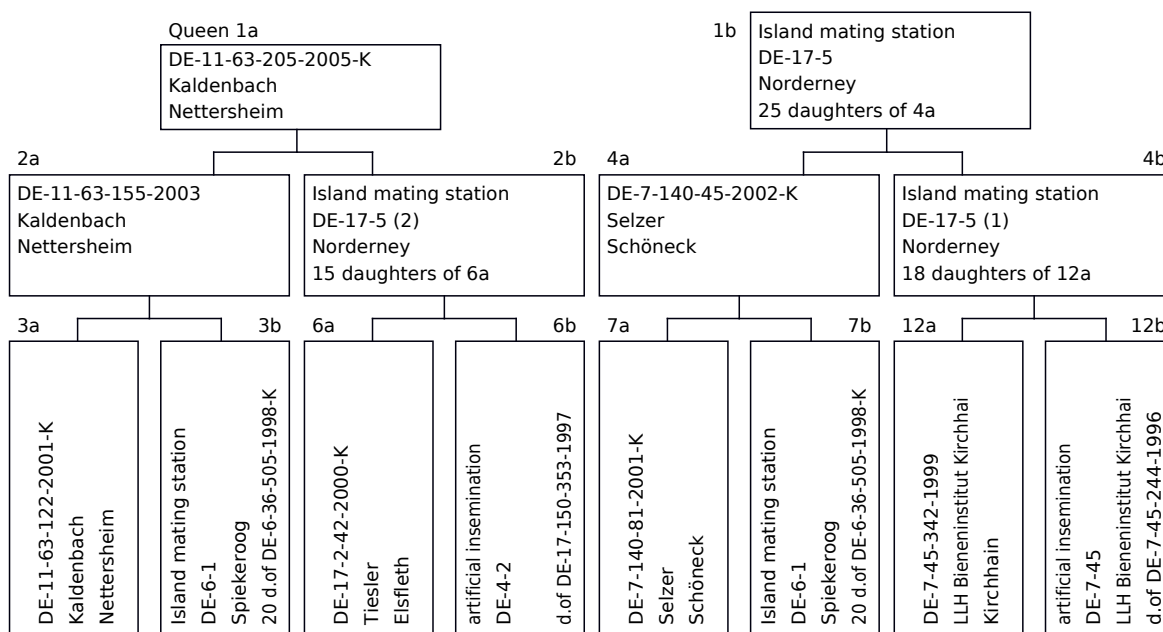 Queen 1a
DE-11-63-205-2005-K
Kaldenbach
Nettersheim
1b
Island mating station
DE-17-5
Norderney
25 daughters of 4a
2a
DE-11-63-155-2003
Kaldenbach
Nettersheim
2b
Island mating station
DE-17-5 (2)
Norderney
15 daughters of 6a
4a
DE-7-140-45-2002-K
Selzer
Schöneck
4b
Island mating station
DE-17-5 (1)
Norderney
18 daughters of 12a
3a
DE-11-63-122-2001-K
Kaldenbach
Nettersheim
3b
Island mating station
DE-6-1
Spiekeroog
20 d.of DE-6-36-505-1998-K
6a
DE-17-2-42-2000-K
Tiesler
Elsfleth
6b
artificial insemination
DE-4-2
d.of DE-17-150-353-1997
7a
DE-7-140-81-2001-K
Selzer
Schöneck
7b
Island mating station
DE-6-1
Spiekeroog
20 d.of DE-6-36-505-1998-K
12a
DE-7-45-342-1999
LLH Bieneninstitut Kirchhai
Kirchhain
12b
artificial insemination
DE-7-45
LLH Bieneninstitut Kirchhai
d.of DE-7-45-244-1996